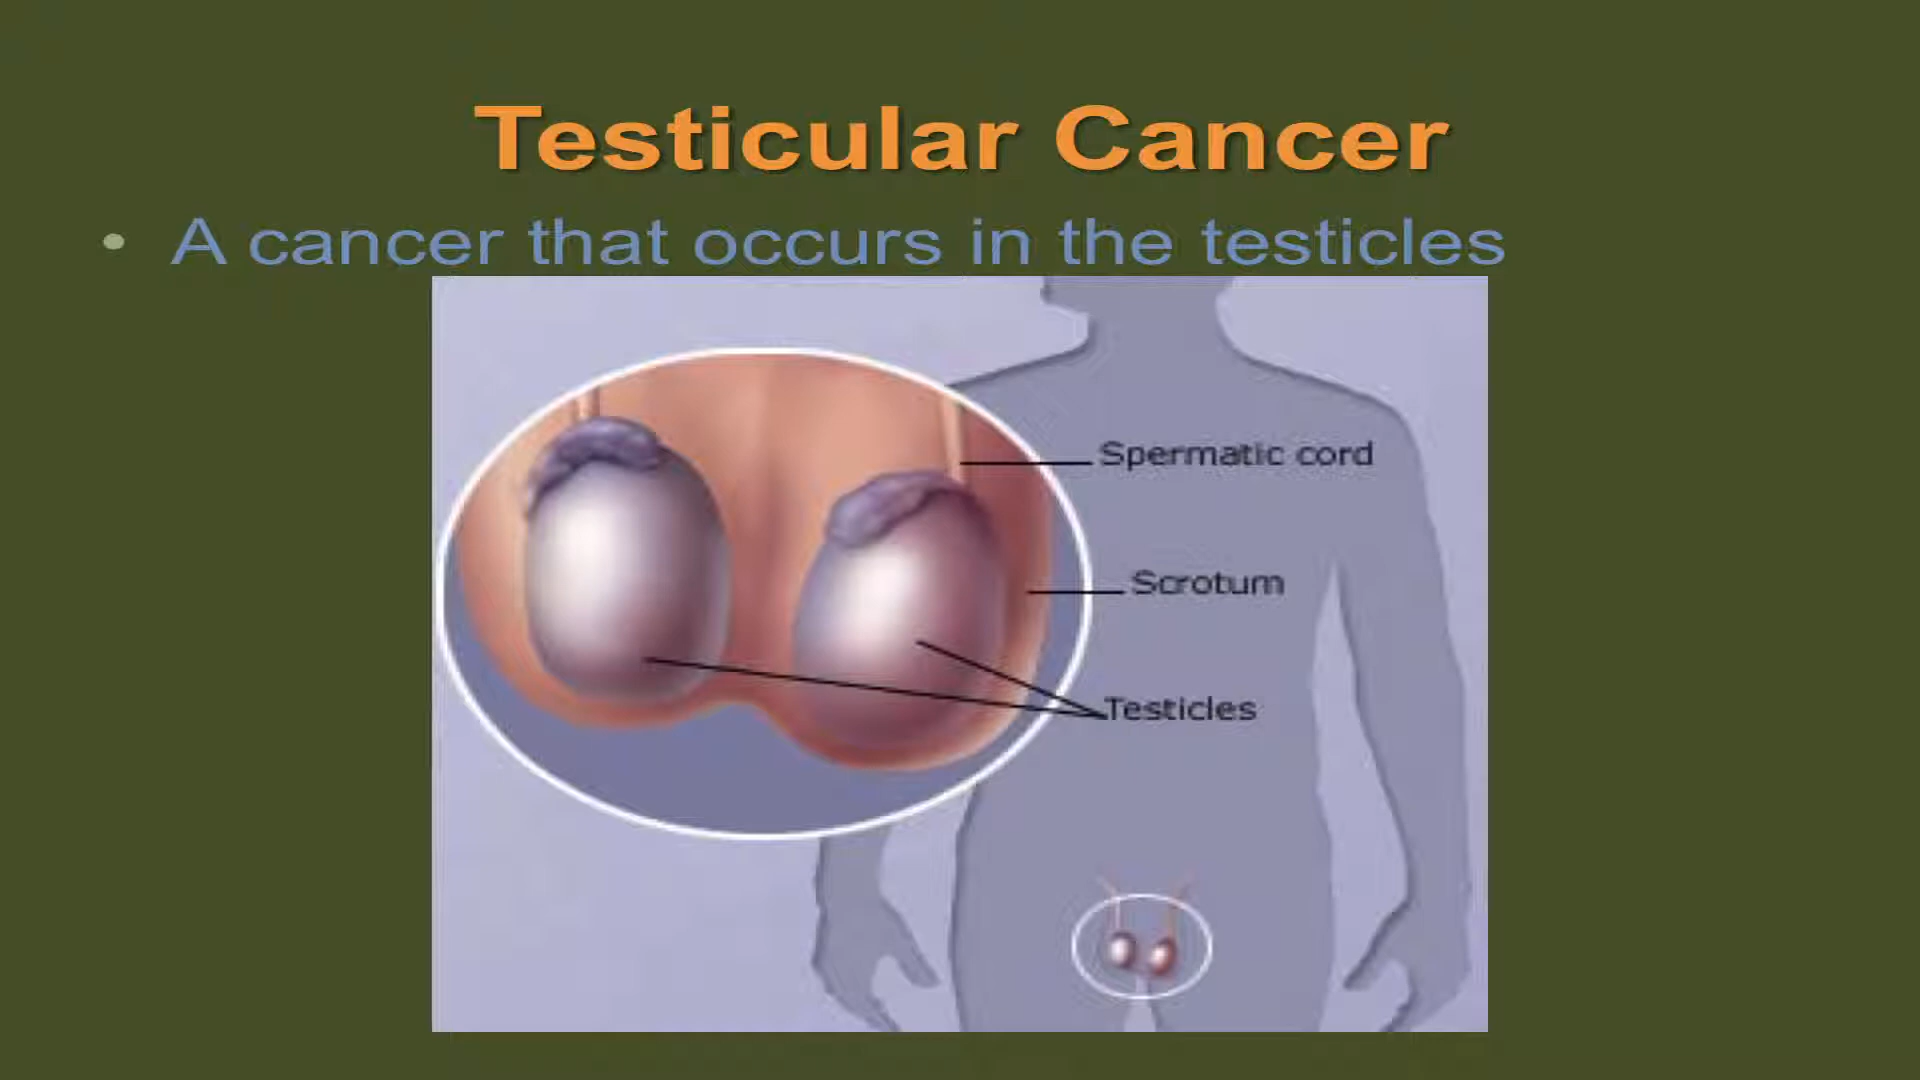 Testicular Cancer
• A cancer that occurs in the testicles
Spermatic cord
Scrotum
Testicles